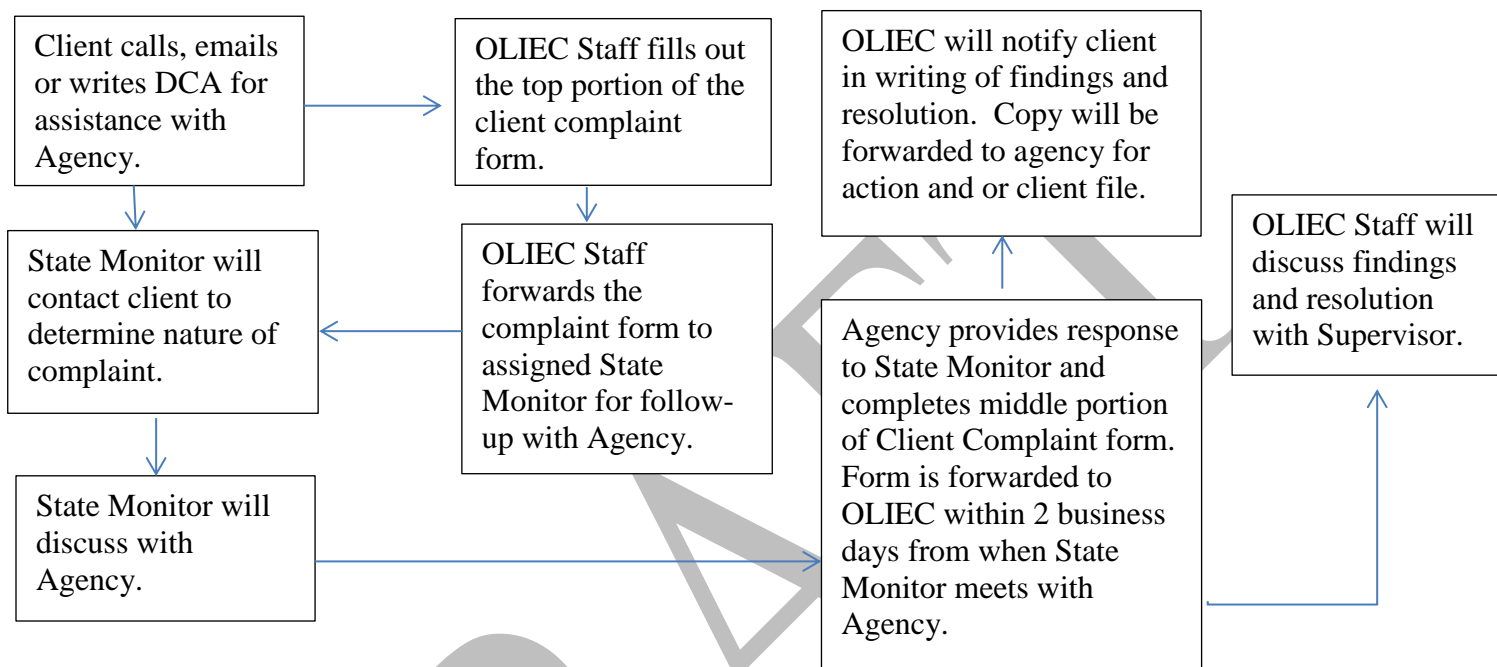 Client calls, emails
or writes DCA for
assistance with
Agency.
OLIEC Staff fills out
the top portion of the
client complaint
form.
OLIEC will notify client
in writing of findings and
resolution.  Copy will be
forwarded to agency for
action and or client file.
State Monitor will
contact client to
determine nature of
complaint.
OLIEC Staff
forwards the
complaint form to
assigned State
Monitor for follow-
up with Agency.
OLIEC Staff will
discuss findings
and resolution
with Supervisor.
State Monitor will
discuss with
Agency.
Agency provides response
to State Monitor and
completes middle portion
of Client Complaint form.
Form is forwarded to
OLIEC within 2 business
days from when State
Monitor meets with
Agency.